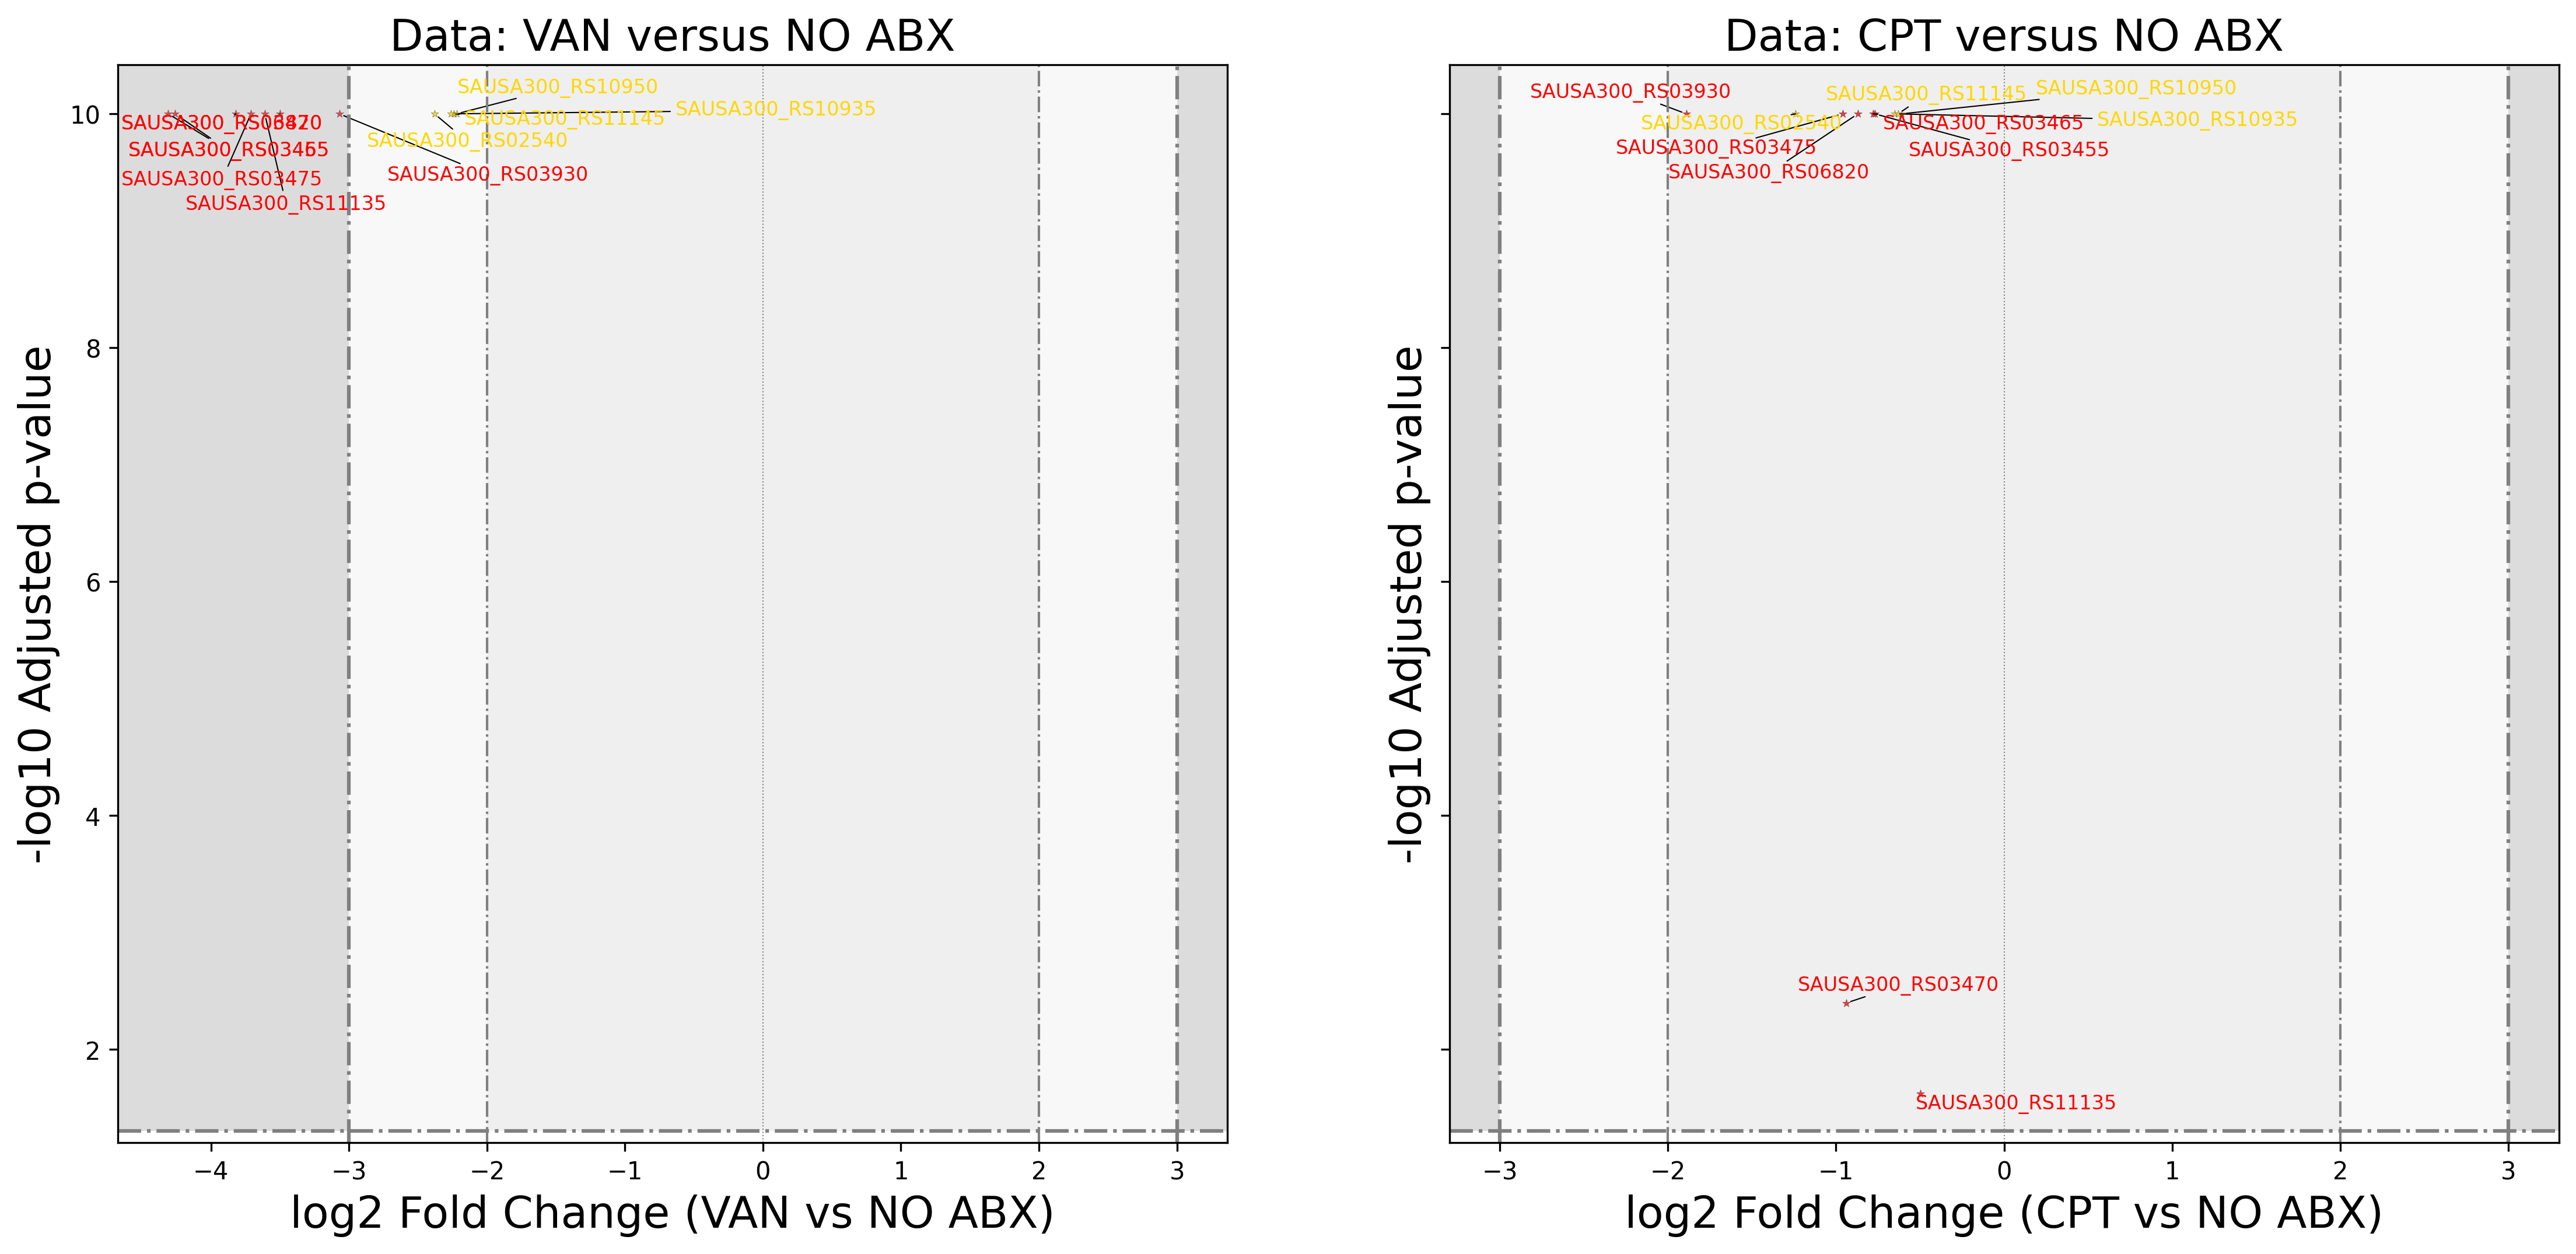 Data: VAN versus NO ABX
SAUSA300_RS10950
SAUSA300_RS10935
SAUSA300_RS11145
SAUSA300_RS02540
SAUSA300_RS03930
SAUSA300_RS03475
SAUSA300_RS11135
10
8
6
4
2
-log10 Adjusted p-value
−4 −3 −2 −1 0 1 2 3
log2 Fold Change (VAN vs NO ABX)
Data: CPT versus NO ABX
SAUSA300_RS03930
SAUSA300_RS11145
SAUSA300_RS10950
SAUSA300_RS02540
SAUSA300_RS03465
SAUSA300_RS10935
SAUSA300_RS03475
SAUSA300_RS03455
SAUSA300_RS06820
SAUSA300_RS03470
SAUSA300_RS11135
-log10 Adjusted p-value
−3 −2 −1 0 1 2 3
log2 Fold Change (CPT vs NO ABX)